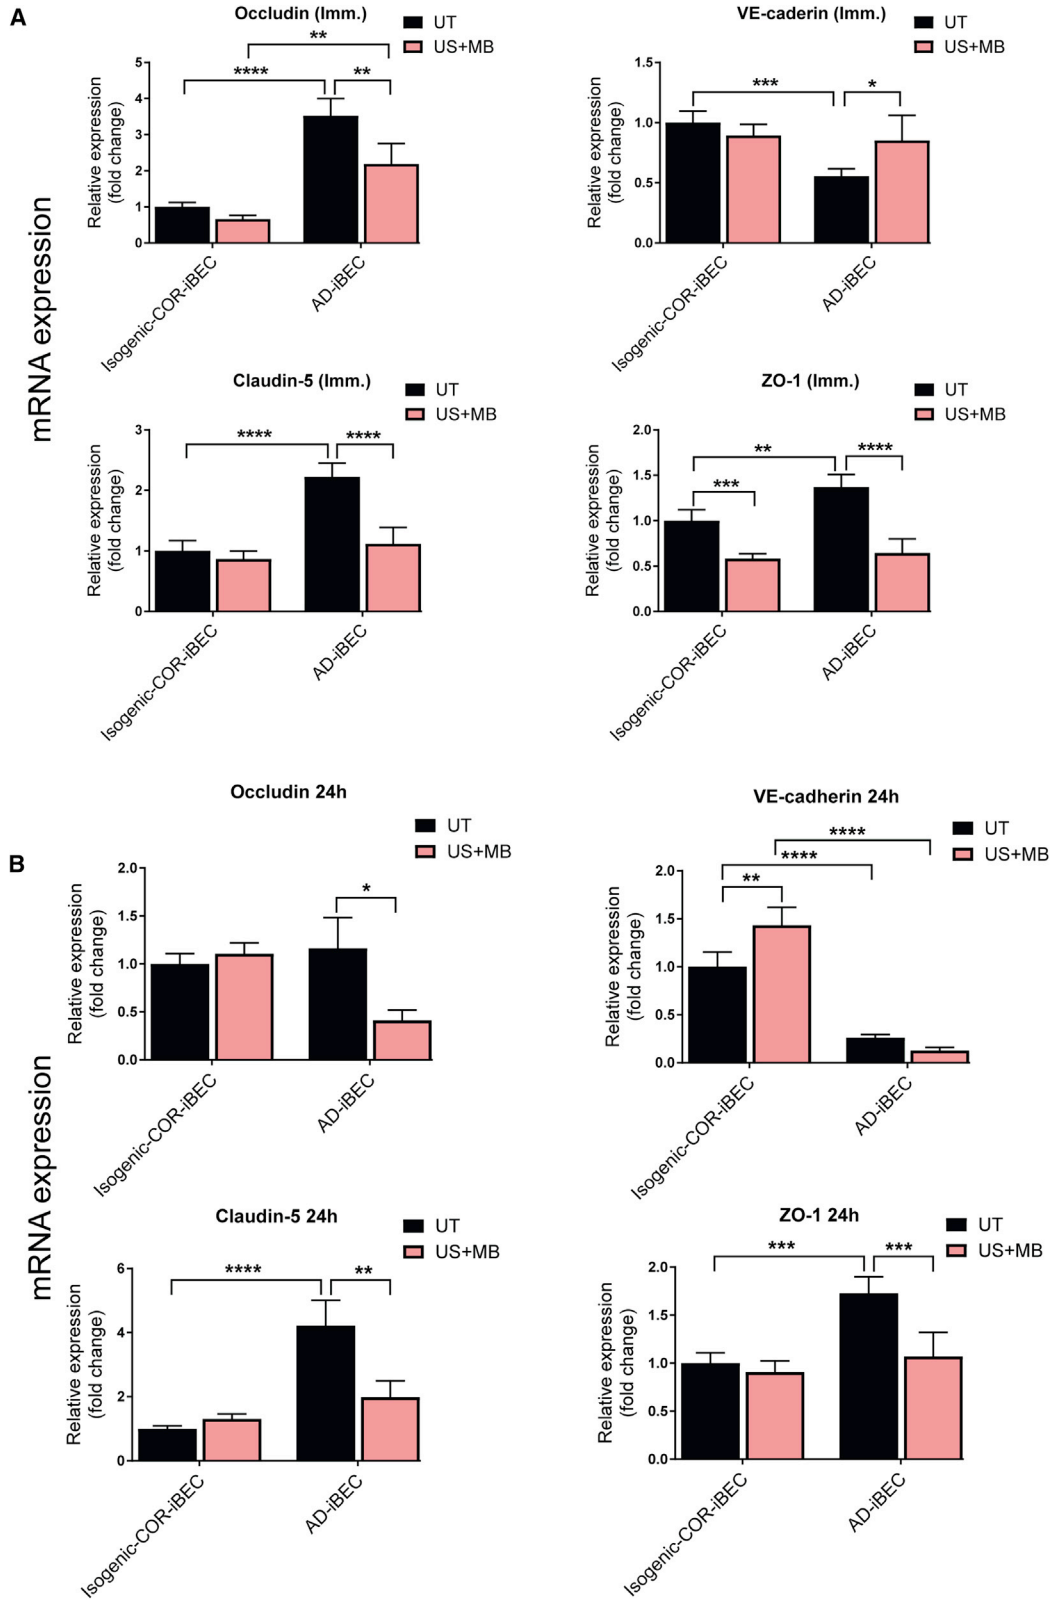 A
mRNA expression
Occludin (Imm.)
UT
US+MB
**
****
**
Relative expression
(fold change)
5
4
3
2
1
0
Isogenic-COR-iBEC
AD-iBEC
VE-caderin (Imm.)
UT
US+MB
***
*
Relative expression
(fold change)
1.5
1.0
0.5
0.0
Isogenic-COR-iBEC
AD-iBEC
Claudin-5 (Imm.)
UT
US+MB
****
****
Relative expression
(fold change)
3
2
1
0
Isogenic-COR-iBEC
AD-iBEC
ZO-1 (Imm.)
UT
US+MB
**
****
***
Relative expression
(fold change)
2.0
1.5
1.0
0.5
0.0
Isogenic-COR-iBEC
AD-iBEC
B
mRNA expression
Occludin 24h
UT
US+MB
*
Relative expression
(fold change)
2.0
1.5
1.0
0.5
0.0
Isogenic-COR-iBEC
AD-iBEC
VE-cadherin 24h
UT
US+MB
****
****
**
Relative expression
(fold change)
2.0
1.5
1.0
0.5
0.0
Isogenic-COR-iBEC
AD-iBEC
Claudin-5 24h
UT
US+MB
****
**
Relative expression
(fold change)
6
4
2
0
Isogenic-COR-iBEC
AD-iBEC
ZO-1 24h
UT
US+MB
***
***
Relative expression
(fold change)
2.0
1.5
1.0
0.5
0.0
Isogenic-COR-iBEC
AD-iBEC